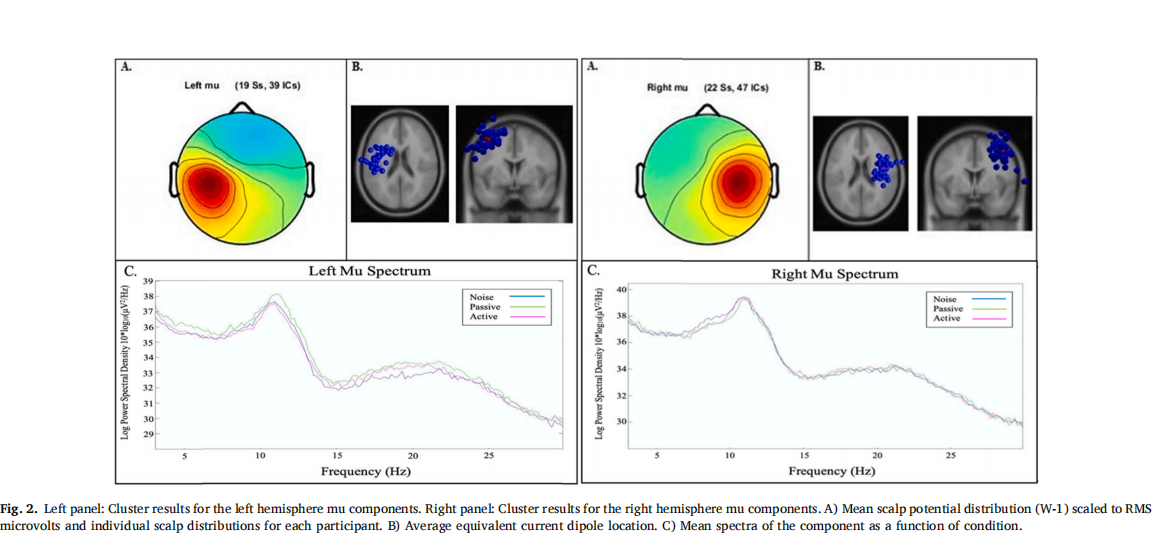 A.
Left mu (19 Ss, 39 ICs)
B.
C.
Left Mu Spectrum
Log Power Spectral Density 10*log₁₀(µV²/Hz)
39
38
37
36
35
34
33
32
31
30
29
Noise
Passive
Active
5 10 15 20 25
Frequency (Hz)
A.
Right mu (22 Ss, 47 ICs)
B.
C.
Right Mu Spectrum
Log Power Spectral Density 10*log₁₀(µV²/Hz)
40
38
36
34
32
30
Noise
Passive
Active
5 10 15 20 25
Frequency (Hz)
Fig. 2. Left panel: Cluster results for the left hemisphere mu components. Right panel: Cluster results for the right hemisphere mu components. A) Mean scalp potential distribution (W-1) scaled to RMS
microvolts and individual scalp distributions for each participant. B) Average equivalent current dipole location. C) Mean spectra of the component as a function of condition.